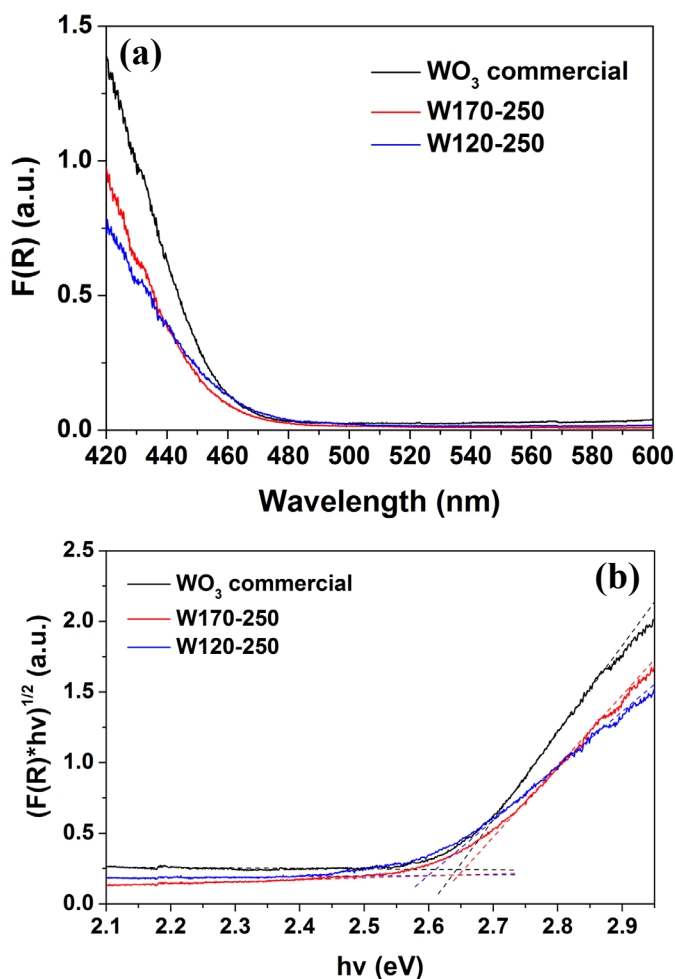 (a)
WO₃ commercial
W170-250
W120-250
F(R) (a.u.)
1.5
1.0
0.5
0.0
420 440 460 480 500 520 540 560 580 600
Wavelength (nm)
(b)
WO₃ commercial
W170-250
W120-250
(F(R)*hν)^1/2 (a.u.)
2.5
2.0
1.5
1.0
0.5
0.0
2.1 2.2 2.3 2.4 2.5 2.6 2.7 2.8 2.9
hν (eV)